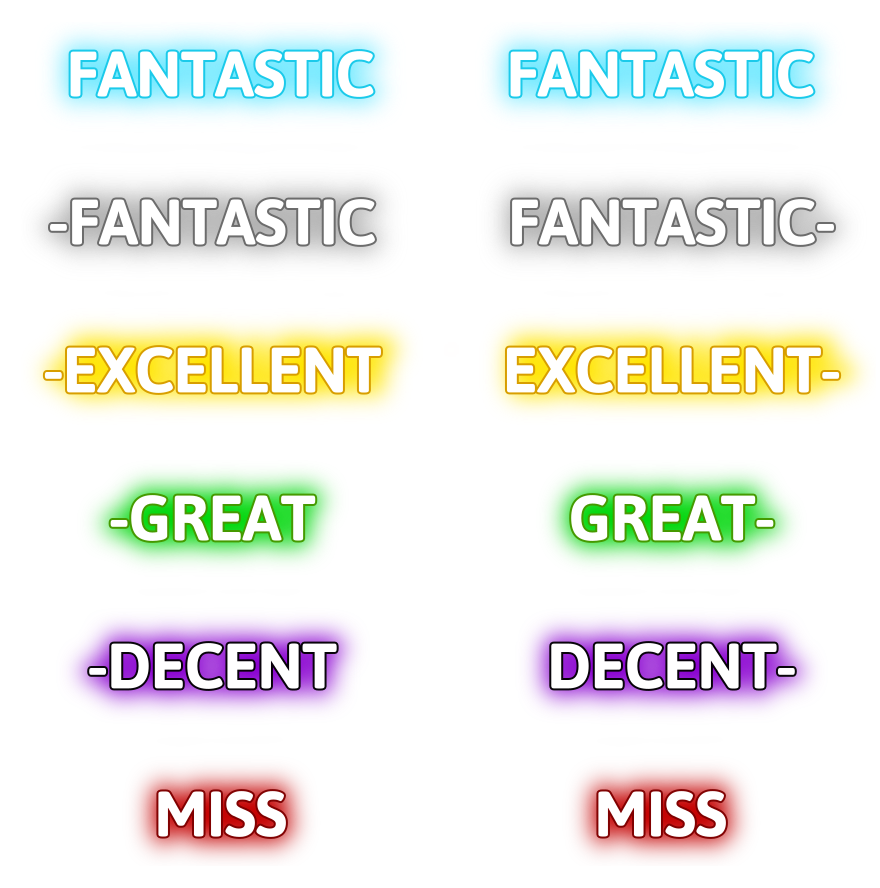 FANTASTIC FANTASTIC
-FANTASTIC FANTASTIC-
-EXCELLENT EXCELLENT-
-GREAT GREAT-
-DECENT DECENT-
MISS MISS